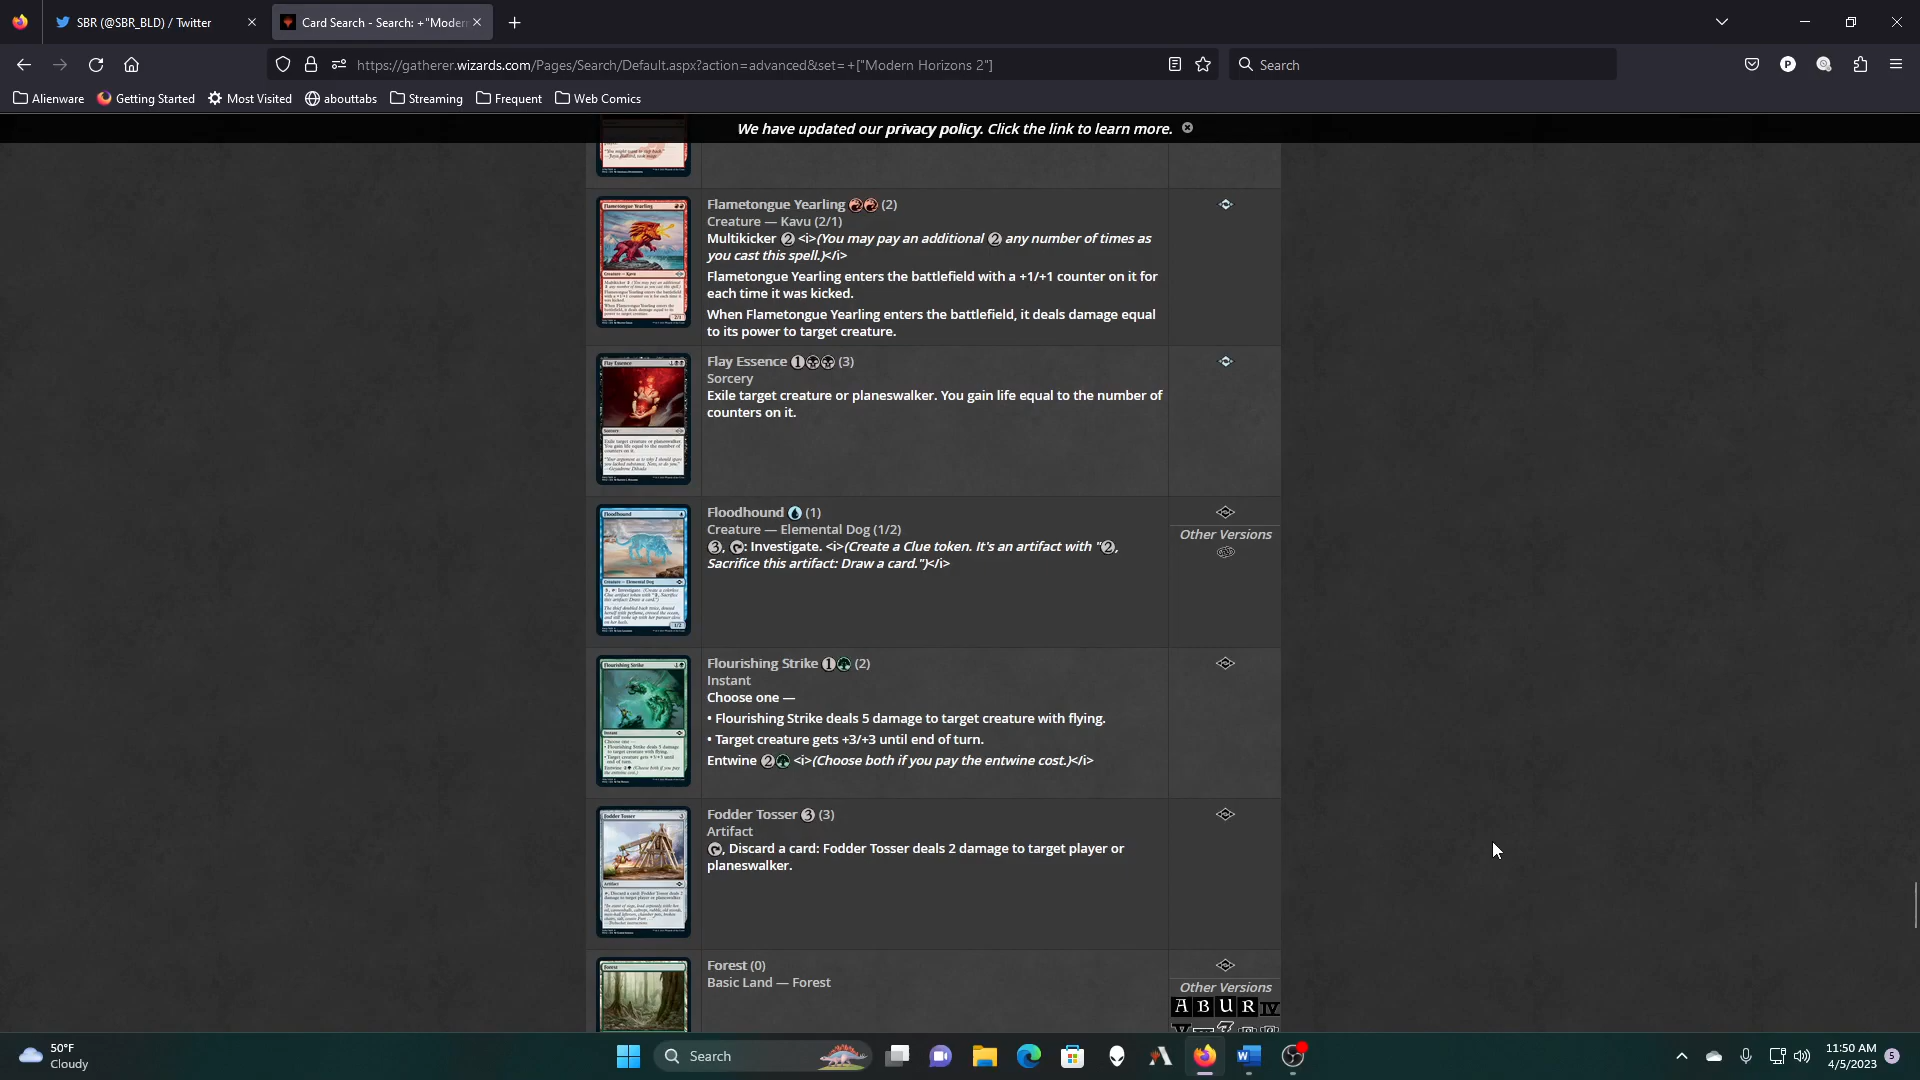 SBR (@SBR_BLD) / Twitter
Card Search - Search: +"Modern
https://gatherer.wizards.com/Pages/Search/Default.aspx?action=advanced&set=+["Modern Horizons 2"]
Search
Alienware
Getting Started
Most Visited
abouttabs
Streaming
Frequent
Web Comics
We have updated our privacy policy. Click the link to learn more.
Flametongue Yearling (2)
Creature — Kavu (2/1)
Multikicker 2 <i>(You may pay an additional 2 any number of times as
you cast this spell.)</i>
Flametongue Yearling enters the battlefield with a +1/+1 counter on it for
each time it was kicked.
When Flametongue Yearling enters the battlefield, it deals damage equal
to its power to target creature.
Flay Essence 1 (3)
Sorcery
Exile target creature or planeswalker. You gain life equal to the number of
counters on it.
Floodhound (1)
Creature — Elemental Dog (1/2)
3, : Investigate. <i>(Create a Clue token. It's an artifact with "2,
Sacrifice this artifact: Draw a card.")</i>
Other Versions
Flourishing Strike 1 (2)
Instant
Choose one —
• Flourishing Strike deals 5 damage to target creature with flying.
• Target creature gets +3/+3 until end of turn.
Entwine 2 <i>(Choose both if you pay the entwine cost.)</i>
Fodder Tosser 3 (3)
Artifact
, Discard a card: Fodder Tosser deals 2 damage to target player or
planeswalker.
Forest (0)
Basic Land — Forest
Other Versions
A B U R IV
50°F
Cloudy
Search
11:50 AM
4/5/2023
5